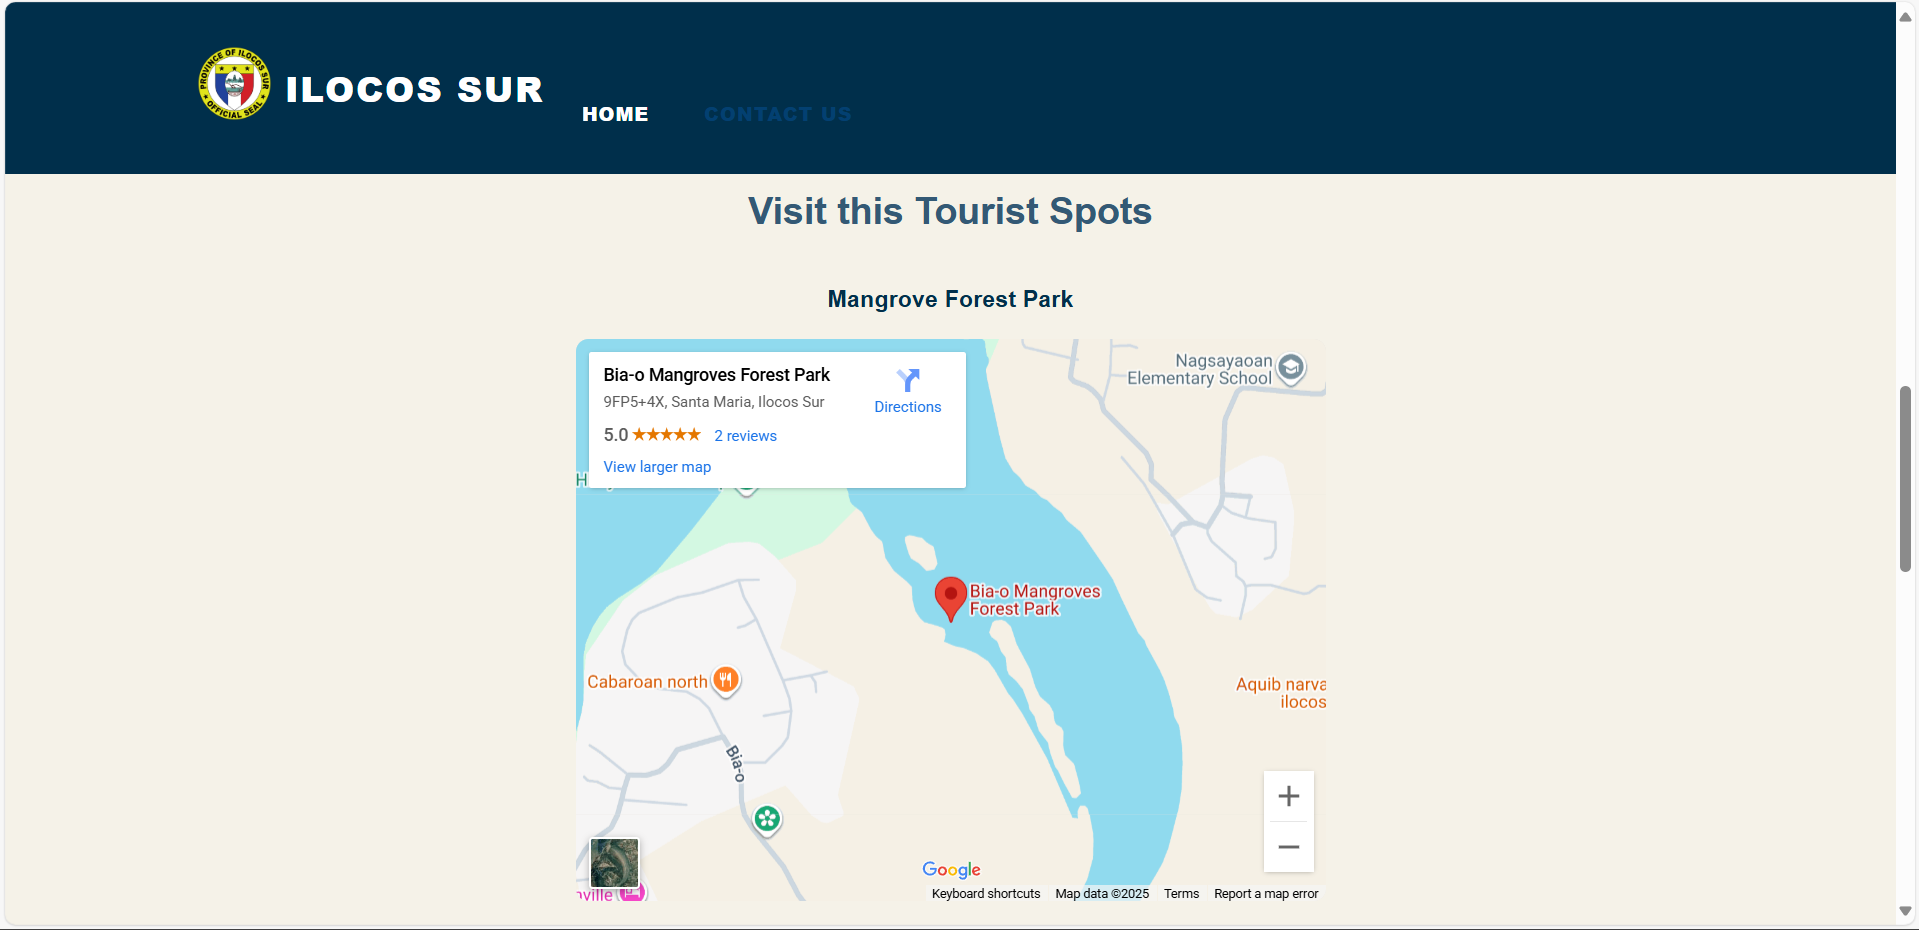 PROVINCE OF ILOCOS SUR
OFFICIAL SEAL
ILOCOS SUR
HOME
CONTACT US
Visit this Tourist Spots
Mangrove Forest Park
Bia-o Mangroves Forest Park
9FP5+4X, Santa Maria, Ilocos Sur
5.0
2 reviews
View larger map
Directions
Nagsayaoan
Elementary School
H
Bia-o Mangroves
Forest Park
Cabaroan north
Aquib narva
ilocos
Bia-o
nville
Google
Keyboard shortcuts
Map data ©2025
Terms
Report a map error